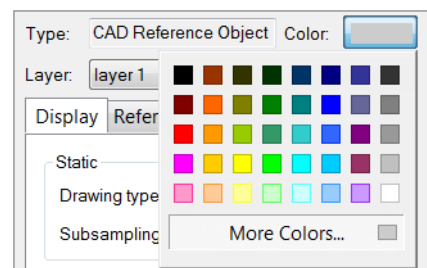 Type: CAD Reference Object Color:
Layer: layer 1
Display Refer
Static
Drawing type
Subsampling
More Colors...